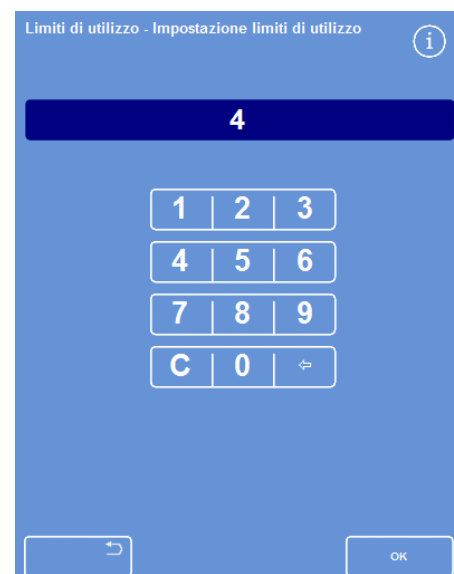 Limiti di utilizzo - Impostazione limiti di utilizzo
i
4
1 2 3
4 5 6
7 8 9
C 0 ⇦
OK